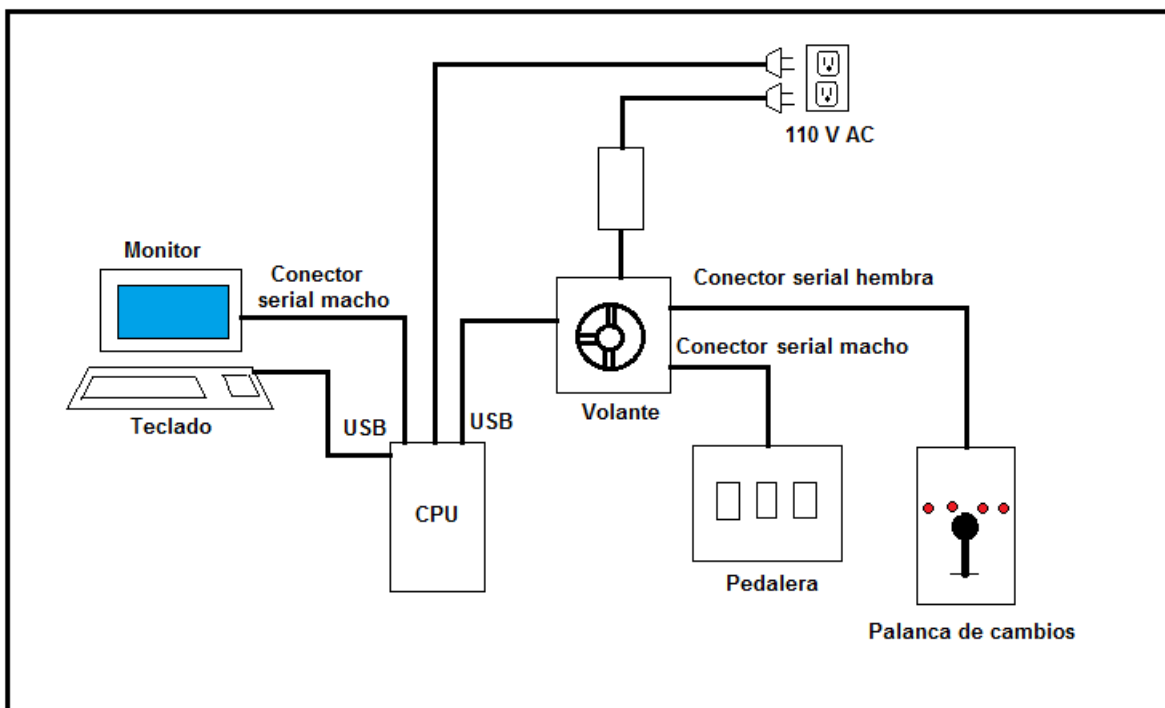 110 V AC
Monitor
Conector
serial macho
Conector serial hembra
Conector serial macho
Teclado
USB
USB
Volante
CPU
Pedalera
Palanca de cambios